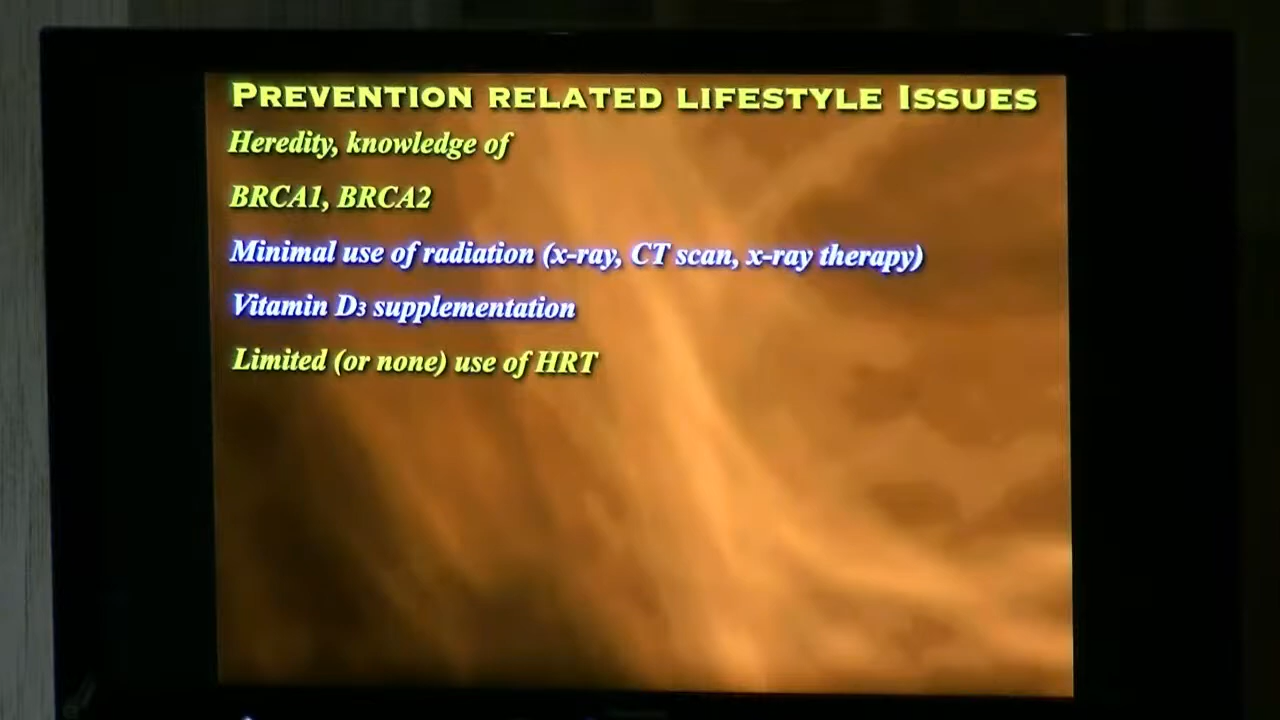 Prevention related lifestyle Issues
Heredity, knowledge of
BRCA1, BRCA2
Minimal use of radiation (x-ray, CT scan, x-ray therapy)
Vitamin D3 supplementation
Limited (or none) use of HRT